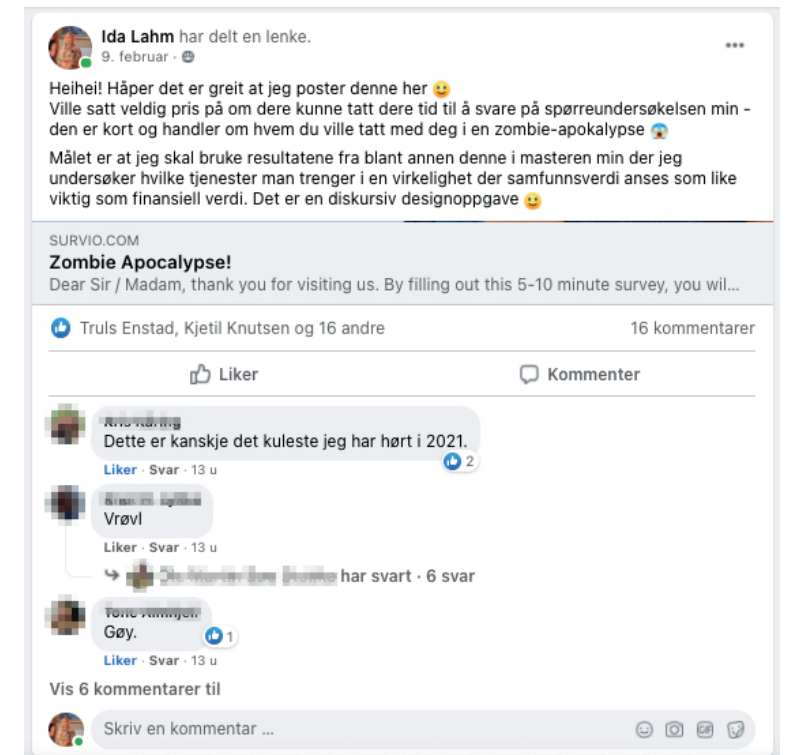 Ida Lahm har delt en lenke.
9. februar ·
Heihei! Håper det er greit at jeg poster denne her
Ville satt veldig pris på om dere kunne tatt dere tid til å svare på spørreundersøkelsen min -
den er kort og handler om hvem du ville tatt med deg i en zombie-apokalypse
Målet er at jeg skal bruke resultatene fra blant annen denne i masteren min der jeg
undersøker hvilke tjenester man trenger i en virkelighet der samfunnsverdi anses som like
viktig som finansiell verdi. Det er en diskursiv designoppgave
SURVIO.COM
Zombie Apocalypse!
Dear Sir / Madam, thank you for visiting us. By filling out this 5-10 minute survey, you wil...
Truls Enstad, Kjetil Knutsen og 16 andre
16 kommentarer
Liker
Kommenter
Dette er kanskje det kuleste jeg har hørt i 2021.
2
Liker · Svar · 13 u
Vrøvl
Liker · Svar · 13 u
har svart · 6 svar
Gøy.
1
Liker · Svar · 13 u
Vis 6 kommentarer til
Skriv en kommentar ...
GIF